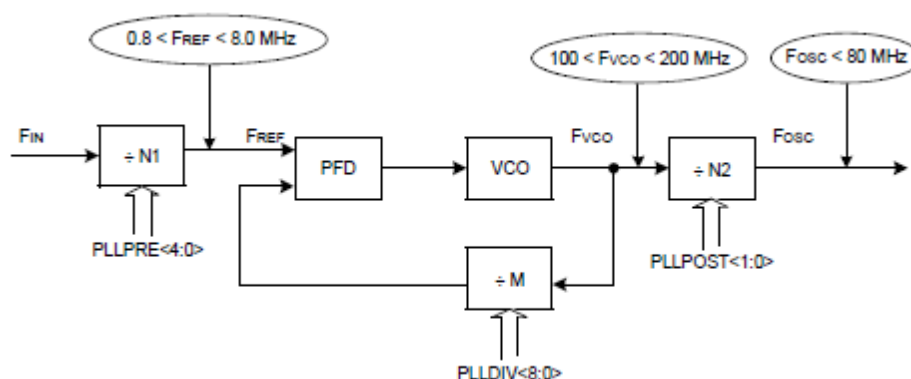 0.8 < FREF < 8.0 MHz
100 < FVCO < 200 MHz
FOSC < 80 MHz
FIN
÷ N1
FREF
PFD
VCO
FVCO
÷ N2
FOSC
PLLPRE<4:0>
÷ M
PLLPOST<1:0>
PLLDIV<8:0>